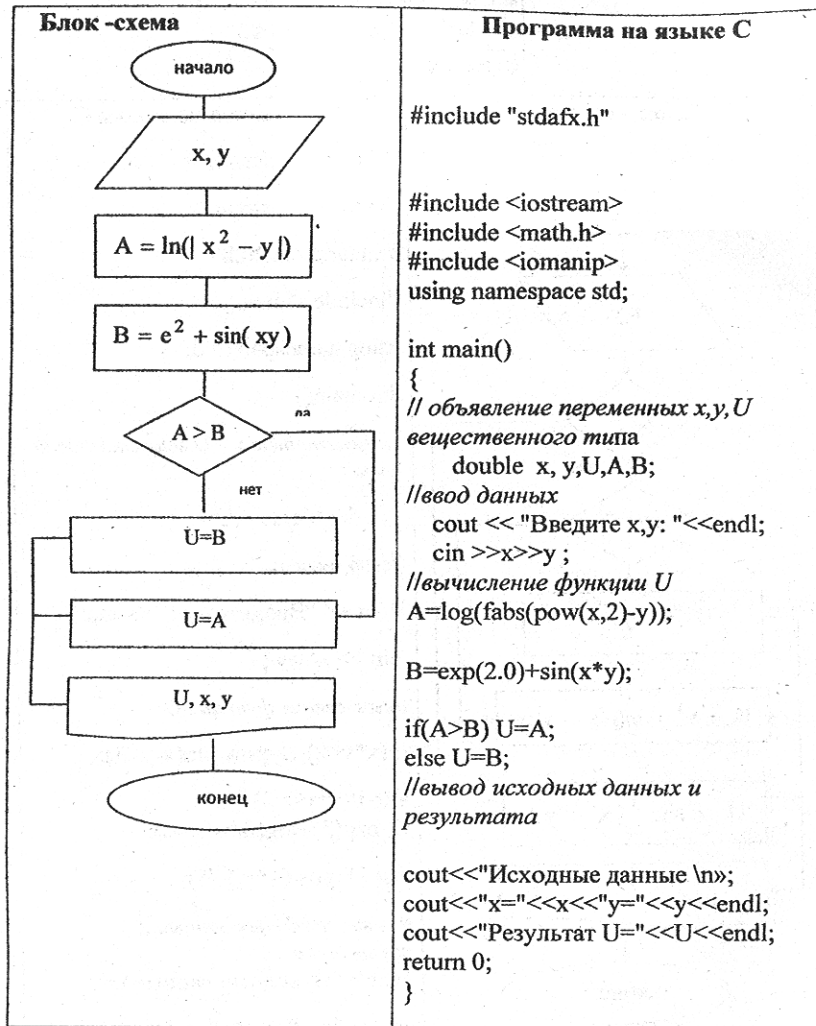 Блок -схема
начало
x, y
A = ln(| x² − y |)
B = e² + sin( xy)
A > B
да
нет
U=B
U=A
U, x, y
конец
Программа на языке С
#include "stdafx.h"
#include <iostream>
#include <math.h>
#include <iomanip>
using namespace std;
int main()
{
// объявление переменных x,y,U
вещественного типа
double x, y,U,A,B;
//ввод данных
cout << "Введите x,y: "<<endl;
cin >>x>>y ;
//вычисление функции U
A=log(fabs(pow(x,2)-y));
B=exp(2.0)+sin(x*y);
if(A>B) U=A;
else U=B;
//вывод исходных данных и
результата
cout<<"Исходные данные \n»;
cout<<"x="<<x<<"y="<<y<<endl;
cout<<"Результат U="<<U<<endl;
return 0;
}